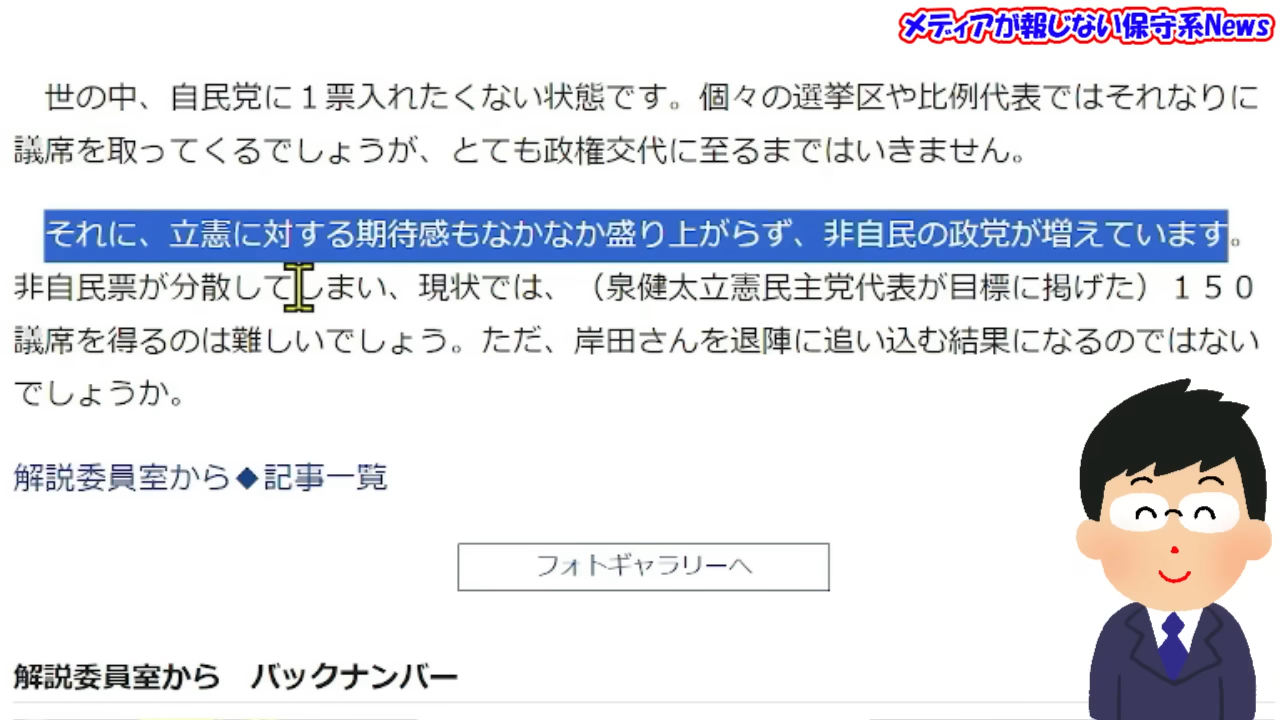 メディアが報じない保守系News
世の中、自民党に１票入れたくない状態です。個々の選挙区や比例代表ではそれなりに
議席を取ってくるでしょうが、とても政権交代に至るまではいきません。
それに、立憲に対する期待感もなかなか盛り上がらず、非自民の政党が増えています。
非自民票が分散してしまい、現状では、（泉健太立憲民主党代表が目標に掲げた）１５０
議席を得るのは難しいでしょう。ただ、岸田さんを退陣に追い込む結果になるのではない
でしょうか。
解説委員室から◆記事一覧
フォトギャラリーへ
解説委員室から　バックナンバー